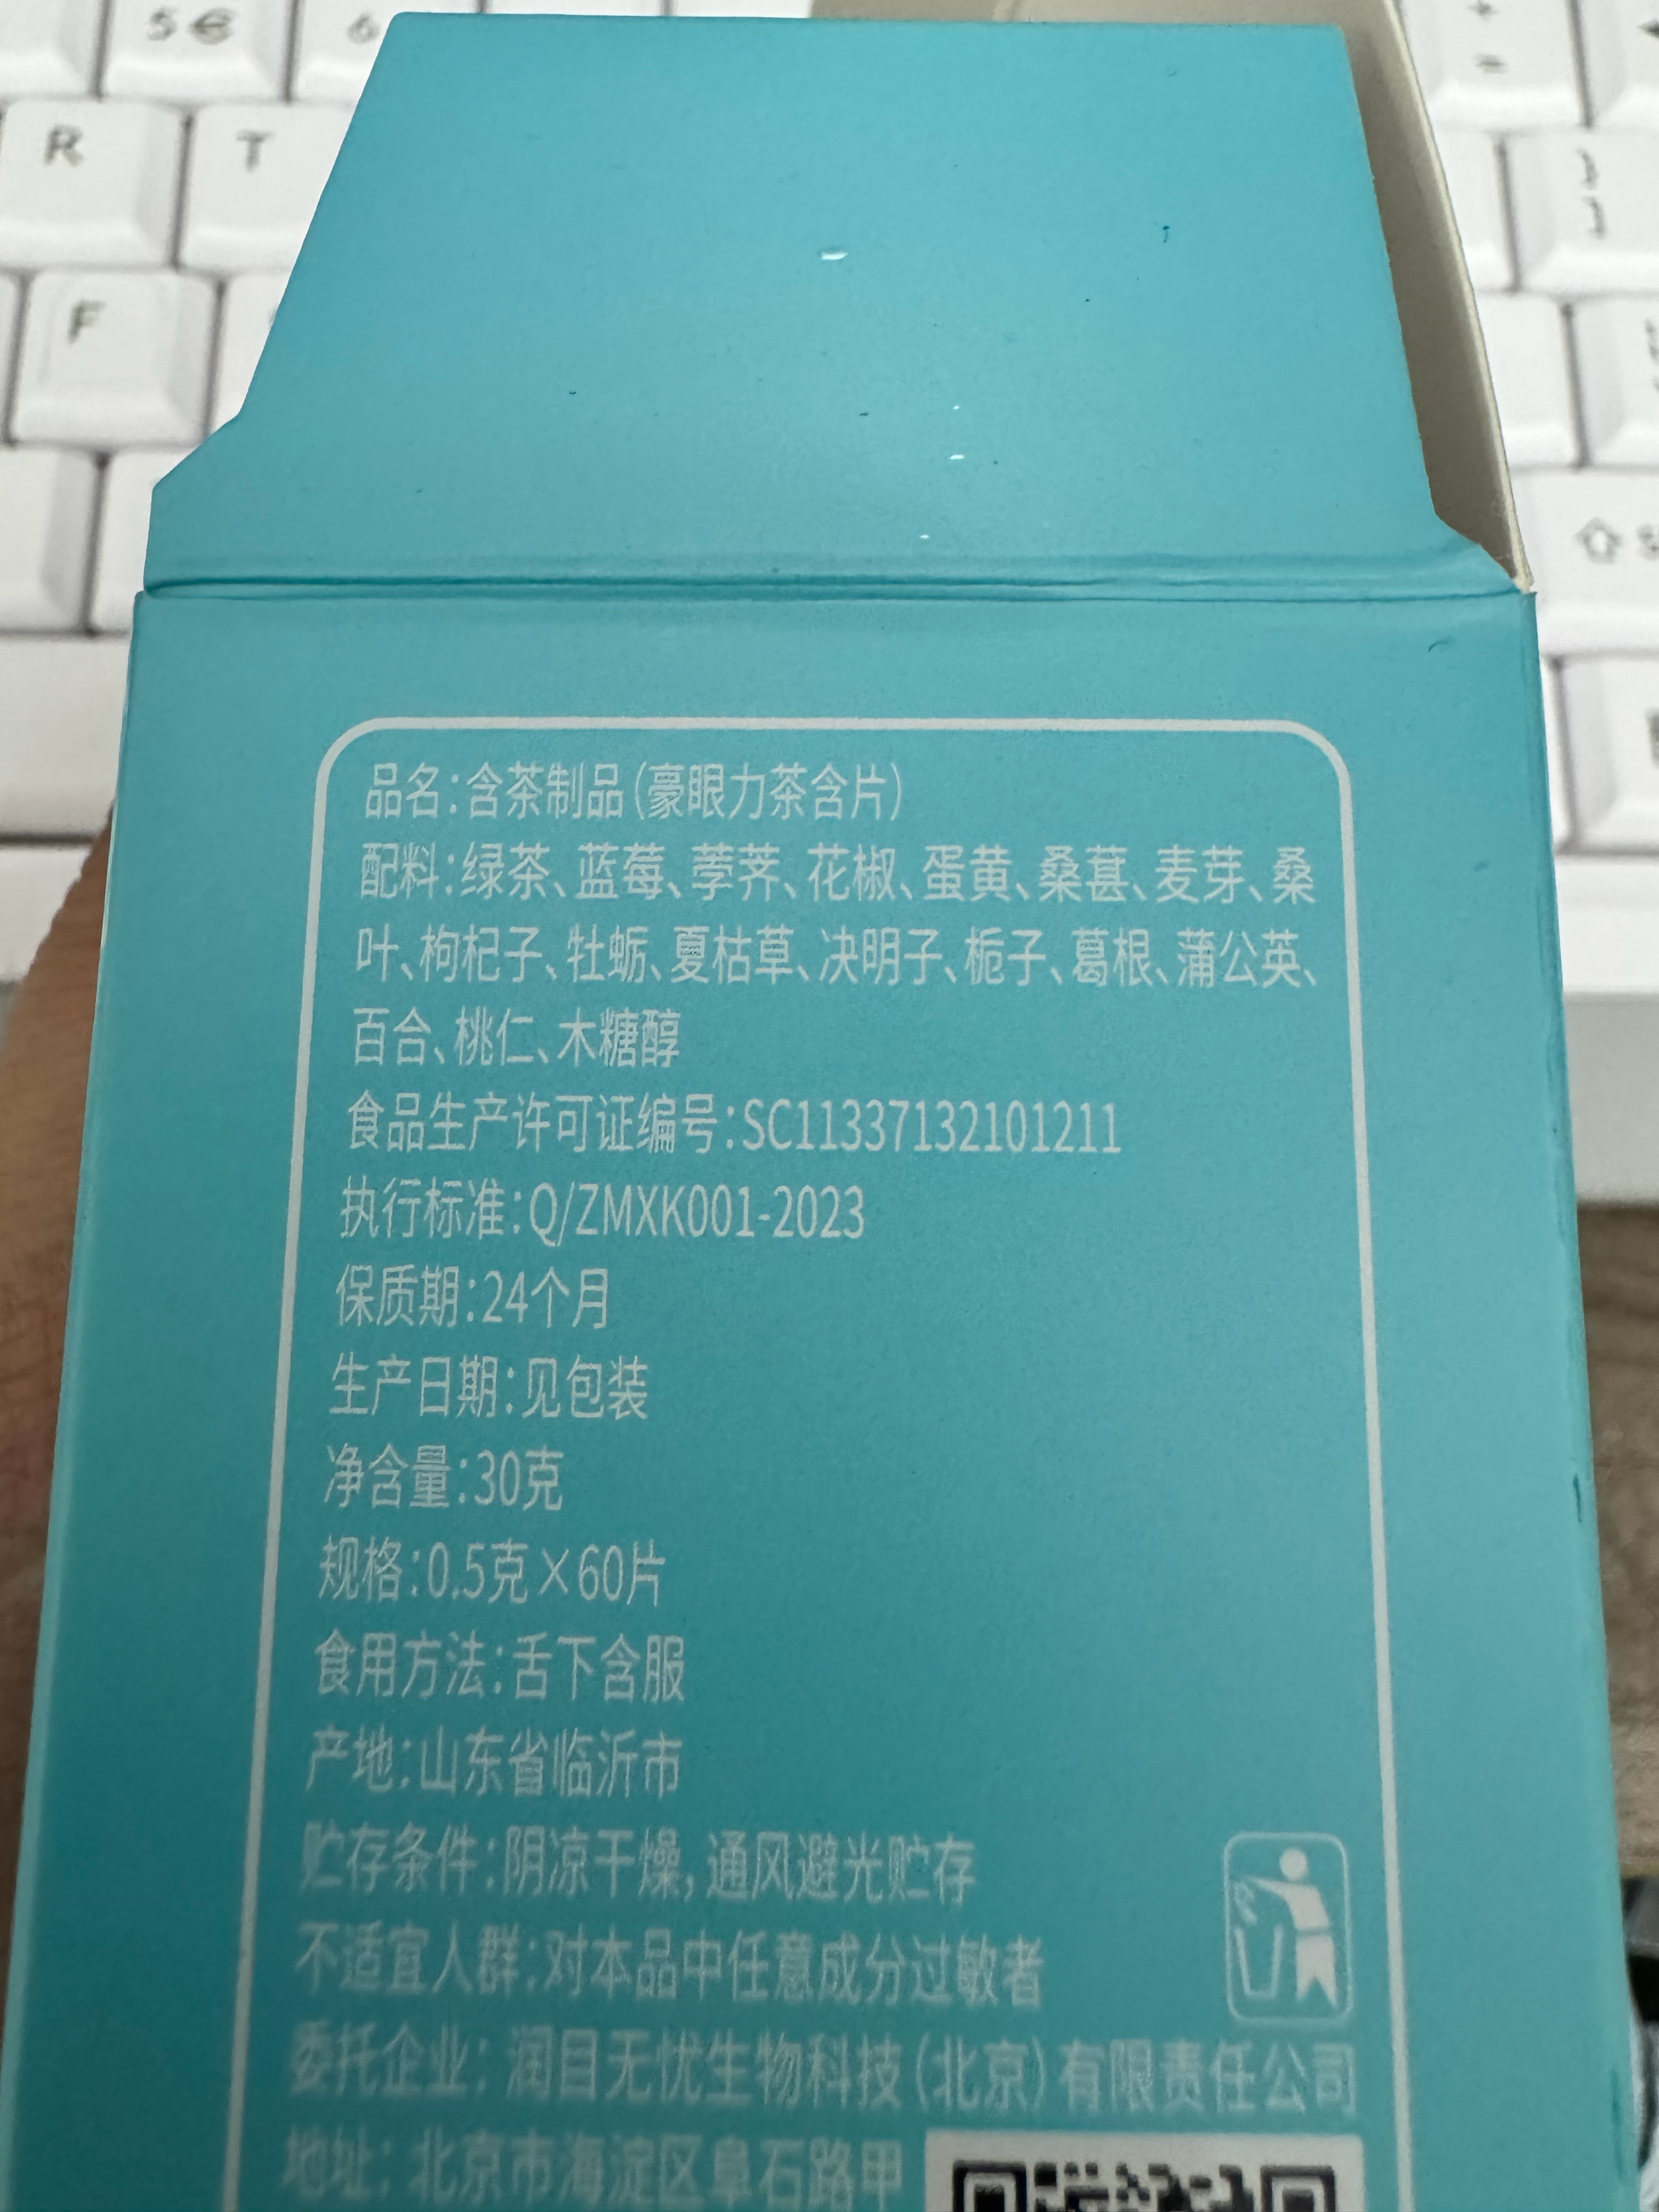 5 €
6
+
=
R
T
F
品名:含茶制品(豪眼力茶含片)
配料:绿茶、蓝莓、荸荠、花椒、蛋黄、桑葚、麦芽、桑
叶、枸杞子、牡蛎、夏枯草、决明子、栀子、葛根、蒲公英、
百合、桃仁、木糖醇
食品生产许可证编号:SC11337132101211
执行标准:Q/ZMXK001-2023
保质期:24个月
生产日期:见包装
净含量:30克
规格:0.5克×60片
食用方法:舌下含服
产地:山东省临沂市
贮存条件:阴凉干燥,通风避光贮存
不适宜人群:对本品中任意成分过敏者
委托企业: 润目无忧生物科技(北京)有限责任公司
地址: 北京市海淀区阜石路甲